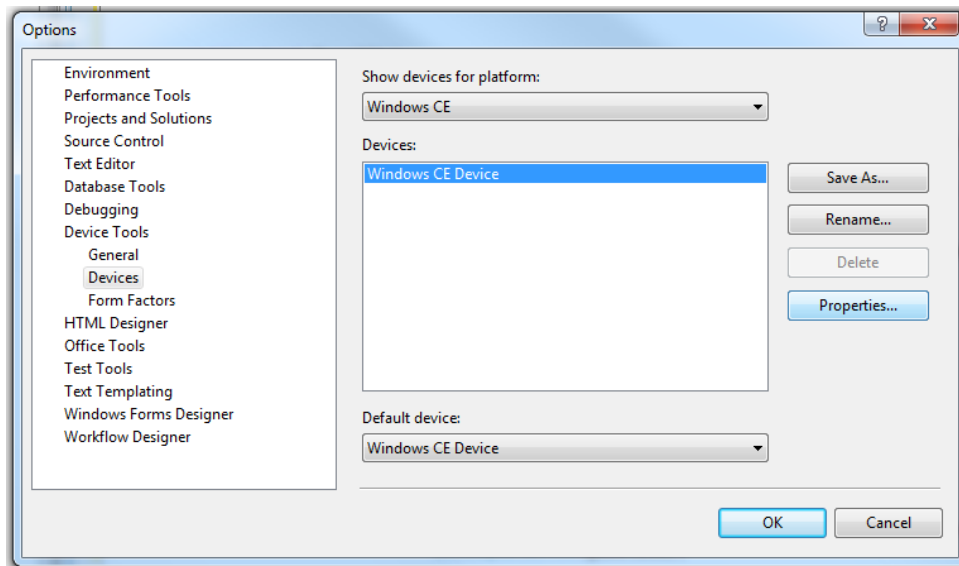 Options
?
X
Environment
Performance Tools
Projects and Solutions
Source Control
Text Editor
Database Tools
Debugging
Device Tools
General
Devices
Form Factors
HTML Designer
Office Tools
Test Tools
Text Templating
Windows Forms Designer
Workflow Designer
Show devices for platform:
Windows CE
Devices:
Windows CE Device
Save As...
Rename...
Delete
Properties...
Default device:
Windows CE Device
OK
Cancel